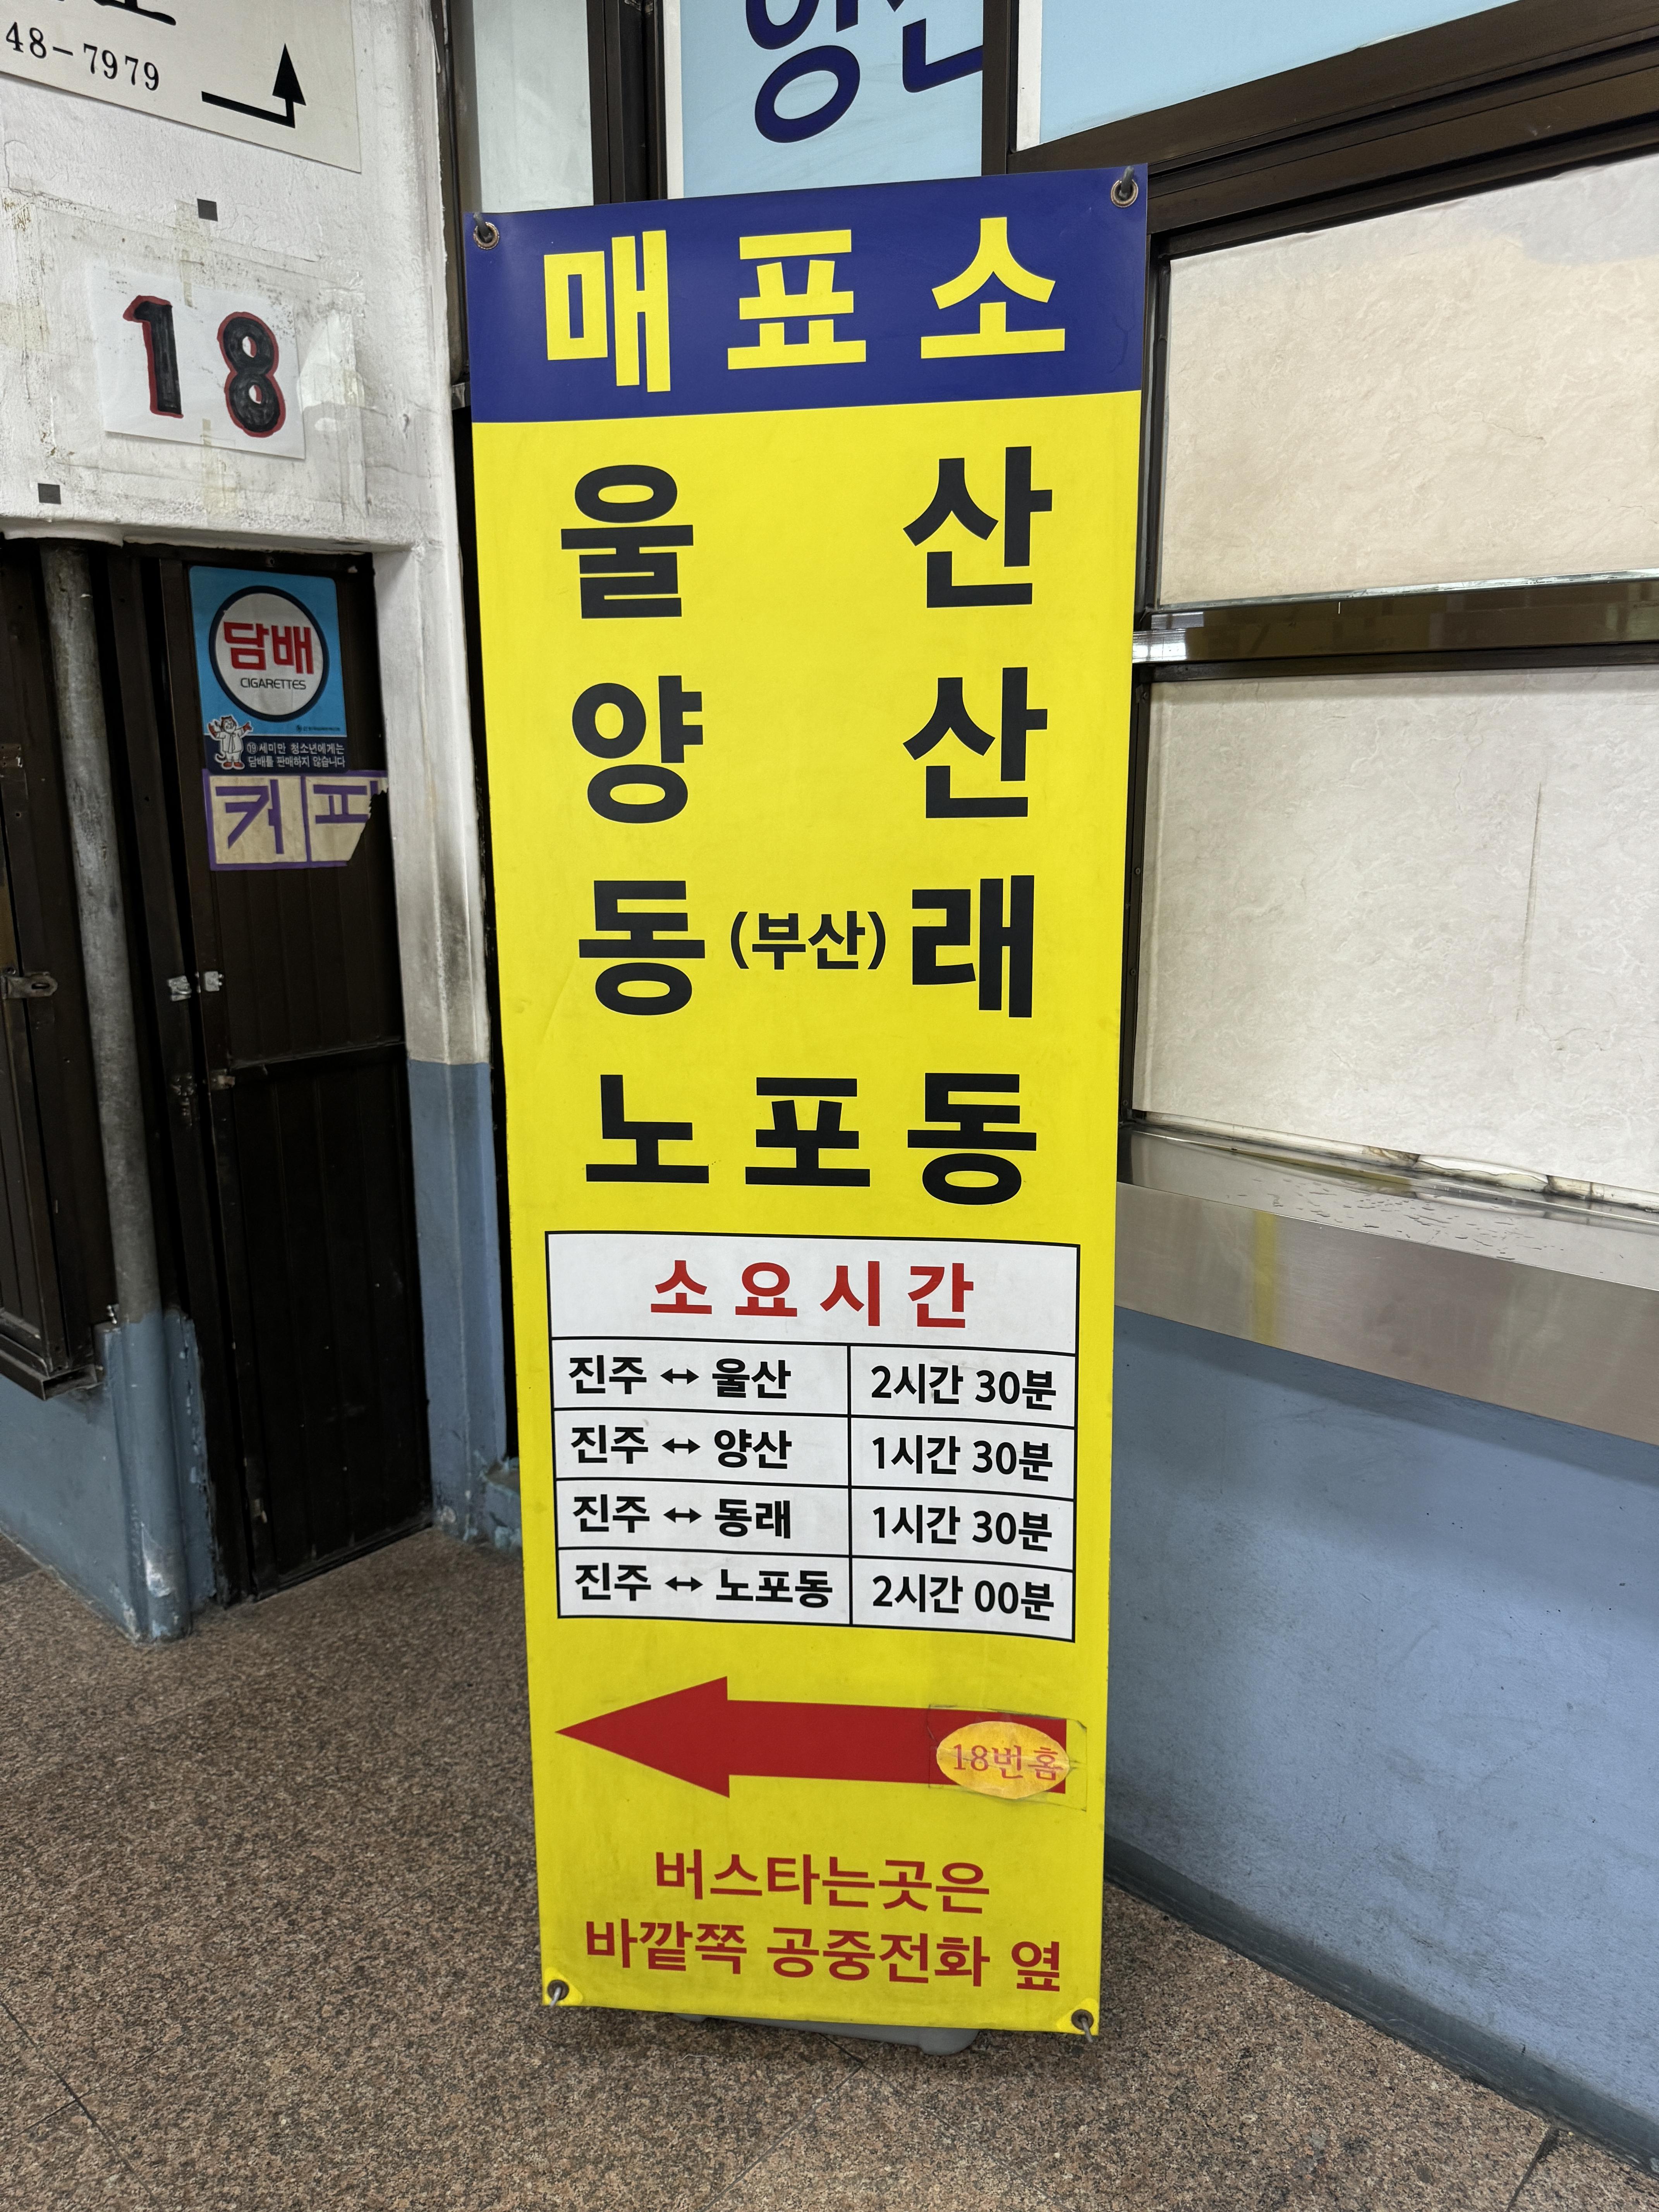 48-7979
18
담배
CIGARETTES
⑲세미만 청소년에게는
담배를 판매하지 않습니다
커피
매표소
울산
양산
동(부산)래
노포동
소요시간
진주 ↔ 울산 2시간 30분
진주 ↔ 양산 1시간 30분
진주 ↔ 동래 1시간 30분
진주 ↔ 노포동 2시간 00분
18번홈
버스타는곳은
바깥쪽 공중전화 옆